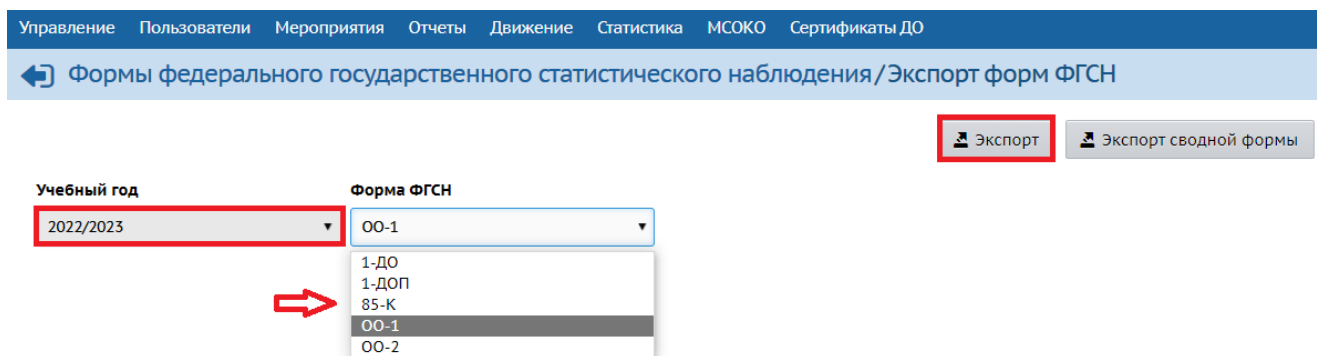 Управление Пользователи Мероприятия Отчеты Движение Статистика МСОКО Сертификаты ДО
Формы федерального государственного статистического наблюдения/Экспорт форм ФГСН
Экспорт Экспорт сводной формы
Учебный год Форма ФГСН
2022/2023 ОО-1
1-ДО
1-ДОП
85-К
ОО-1
ОО-2